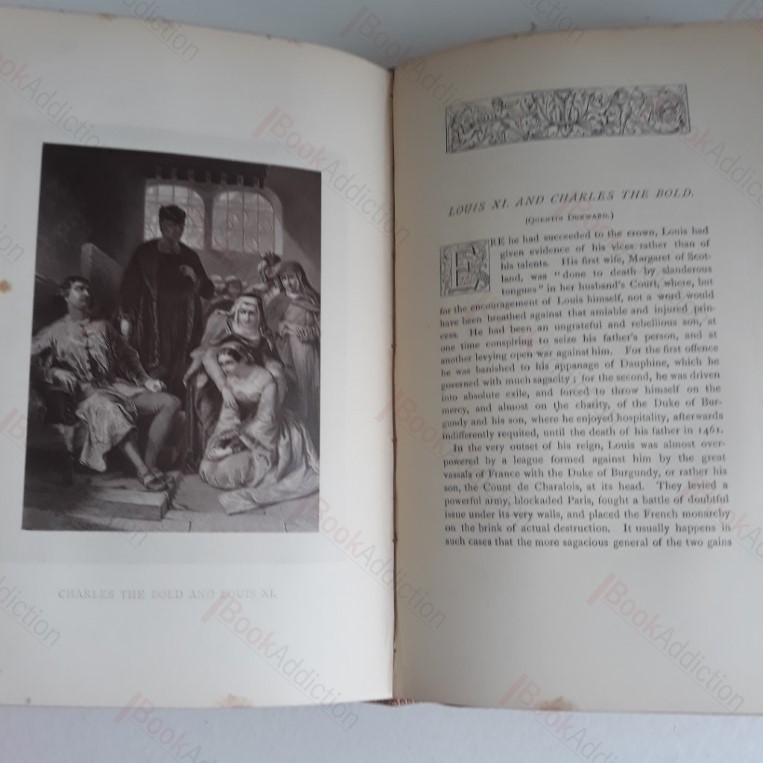 CHARLES THE BOLD AND LOUIS XI.
LOUIS XI. AND CHARLES THE BOLD.
(QUENTIN DURWARD.)
ERE he had succeeded to the crown, Louis had
given evidence of his vices rather than of
his talents. His first wife, Margaret of Scot-
land, was "done to death by slanderous
tongues" in her husband's Court, where, but
for the encouragement of Louis himself, not a word would
have been breathed against that amiable and injured prin-
cess. He had been an ungrateful and rebellious son, at
one time conspiring to seize his father's person, and at
another levying open war against him. For the first offence
he was banished to his appanage of Dauphine, which he
governed with much sagacity; for the second, he was driven
into absolute exile, and forced to throw himself on the
mercy, and almost on the charity, of the Duke of Bur-
gundy and his son, where he enjoyed hospitality, afterwards
indifferently requited, until the death of his father in 1461.
In the very outset of his reign, Louis was almost over-
powered by a league formed against him by the great
vassals of France with the Duke of Burgundy, or rather his
son, the Count de Charalois, at its head. They levied a
powerful army, blockaded Paris, fought a battle of doubtful
issue under its very walls, and placed the French monarchy
on the brink of actual destruction. It usually happens in
such cases that the more sagacious general of the two gains
BookAddiction